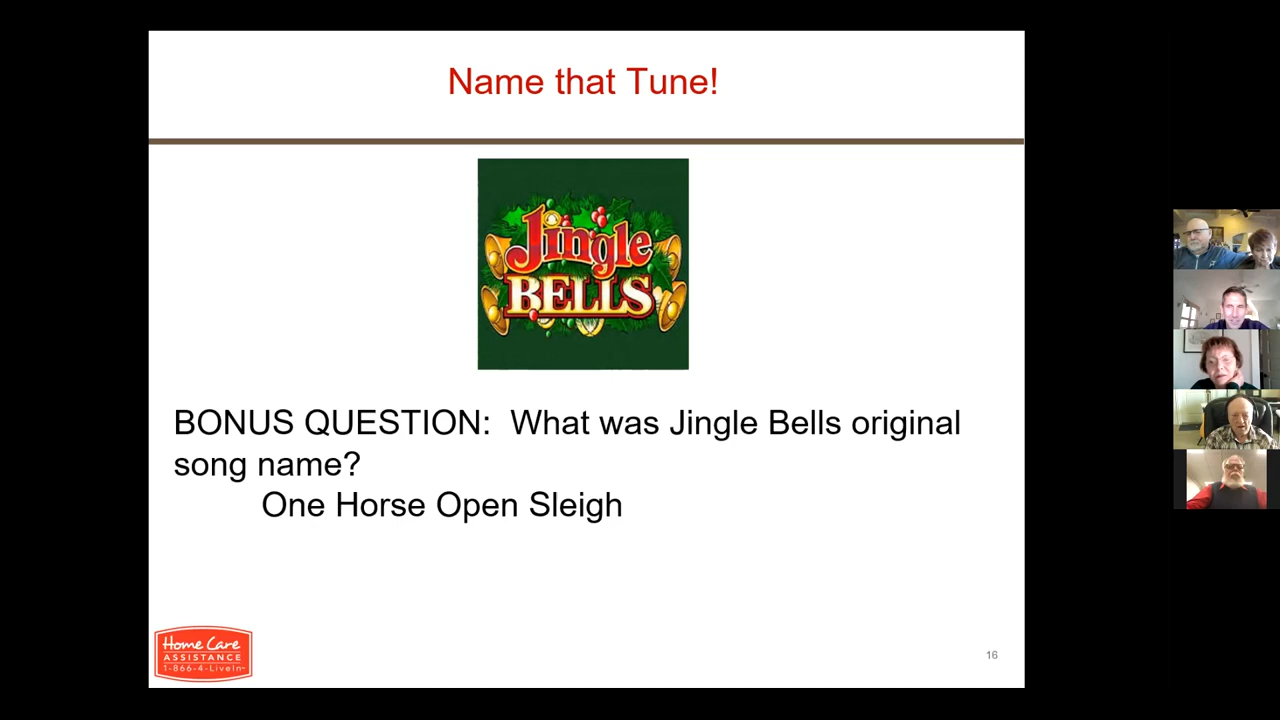 Name that Tune!
Jingle
BELLS
BONUS QUESTION:  What was Jingle Bells original
song name?
One Horse Open Sleigh
Home Care
ASSISTANCE
1-866-4-LiveIn
16